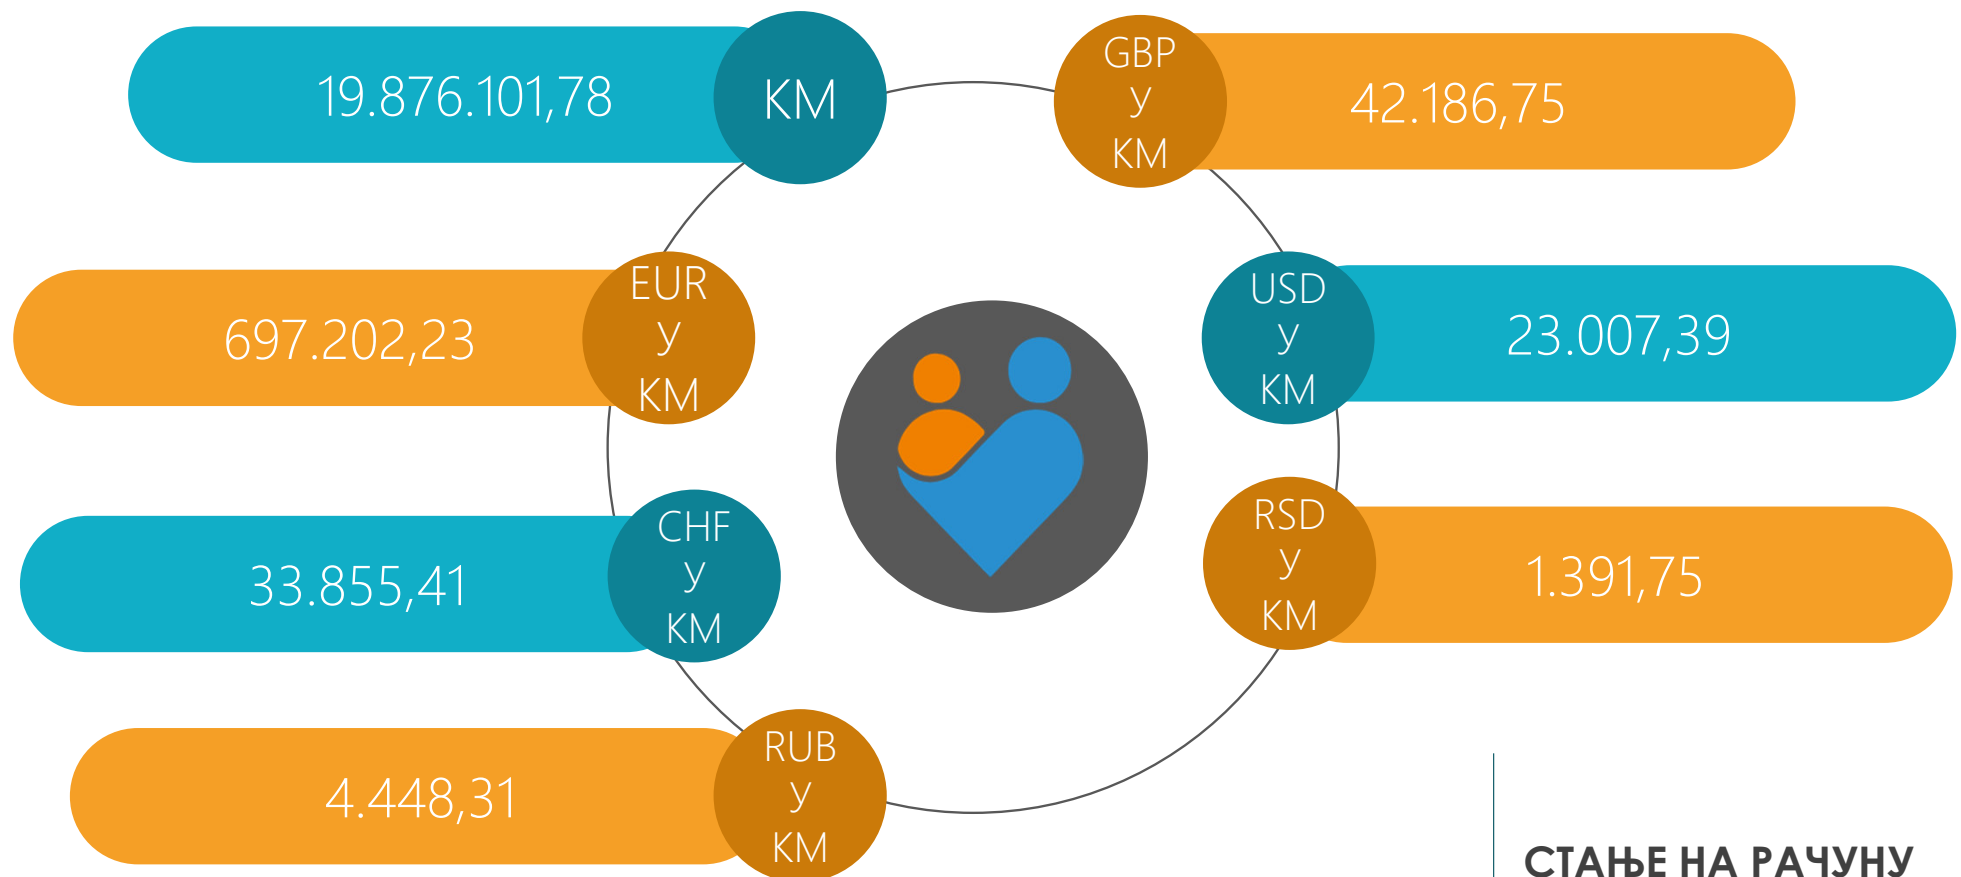 19.876.101,78
КМ
GBP
у
КМ
42.186,75
697.202,23
EUR
у
КМ
USD
у
КМ
23.007,39
33.855,41
CHF
у
КМ
RSD
у
КМ
1.391,75
4.448,31
RUB
у
КМ
СТАЊЕ НА РАЧУНУ